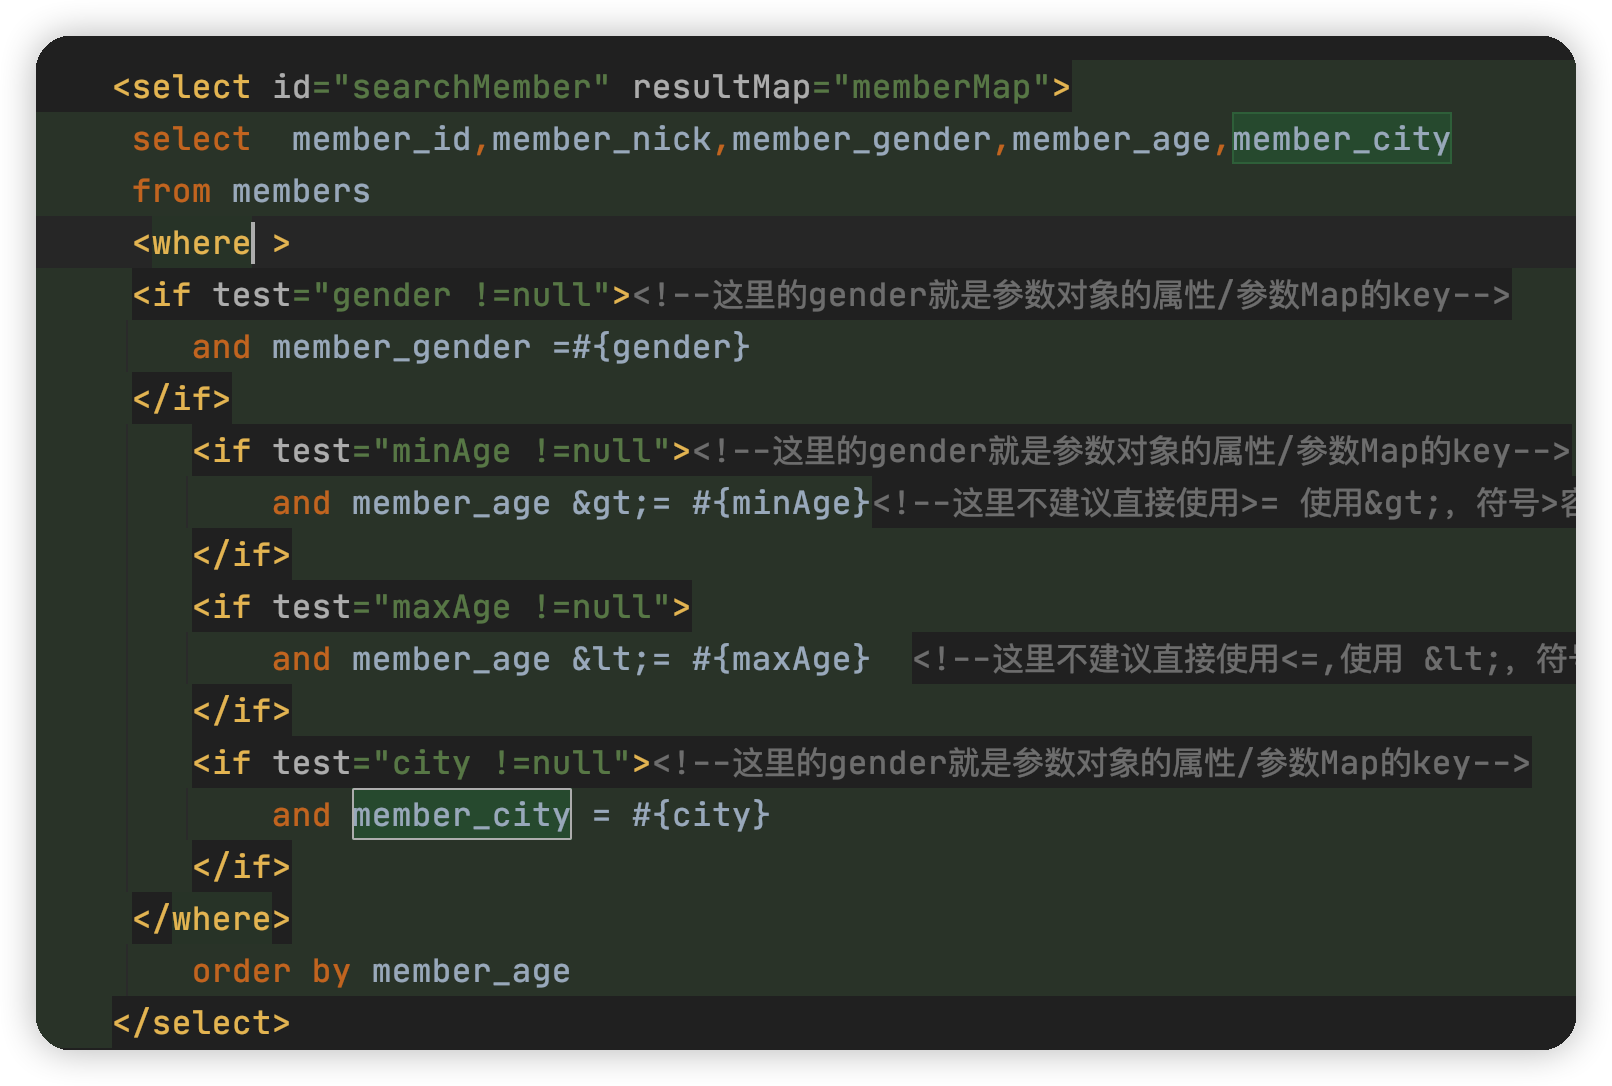 <select id="searchMember" resultMap="memberMap">
select  member_id,member_nick,member_gender,member_age,member_city
from members
<where >
<if test="gender !=null"><!--这里的gender就是参数对象的属性/参数Map的key-->
and member_gender =#{gender}
</if>
<if test="minAge !=null"><!--这里的gender就是参数对象的属性/参数Map的key-->
and member_age &gt;= #{minAge}<!--这里不建议直接使用>= 使用&gt;, 符号>
</if>
<if test="maxAge !=null">
and member_age &lt;= #{maxAge}  <!--这里不建议直接使用<=,使用 &lt;, 符
</if>
<if test="city !=null"><!--这里的gender就是参数对象的属性/参数Map的key-->
and member_city = #{city}
</if>
</where>
order by member_age
</select>